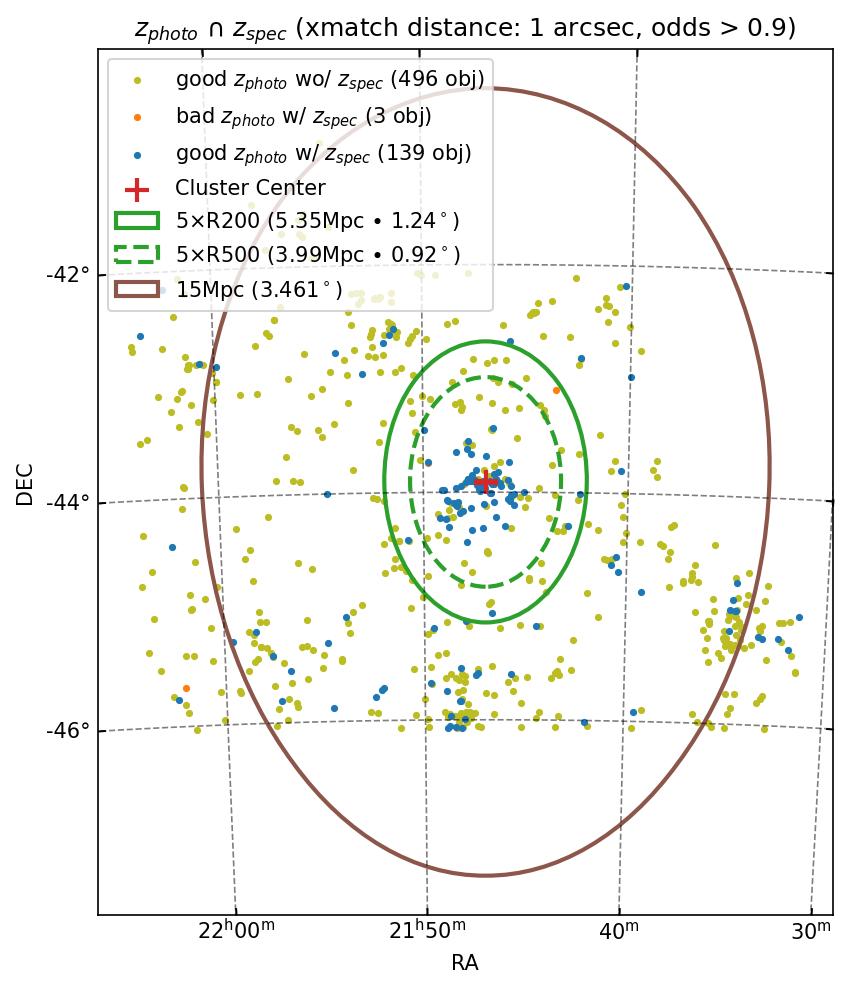 z_photo ∩ z_spec (xmatch distance: 1 arcsec, odds > 0.9)
good z_photo wo/ z_spec (496 obj)
bad z_photo w/ z_spec (3 obj)
good z_photo w/ z_spec (139 obj)
Cluster Center
5×R200 (5.35Mpc • 1.24°)
5×R500 (3.99Mpc • 0.92°)
15Mpc (3.461°)
-42°
-44°
-46°
DEC
22ʰ00ᵐ 21ʰ50ᵐ 40ᵐ 30ᵐ
RA